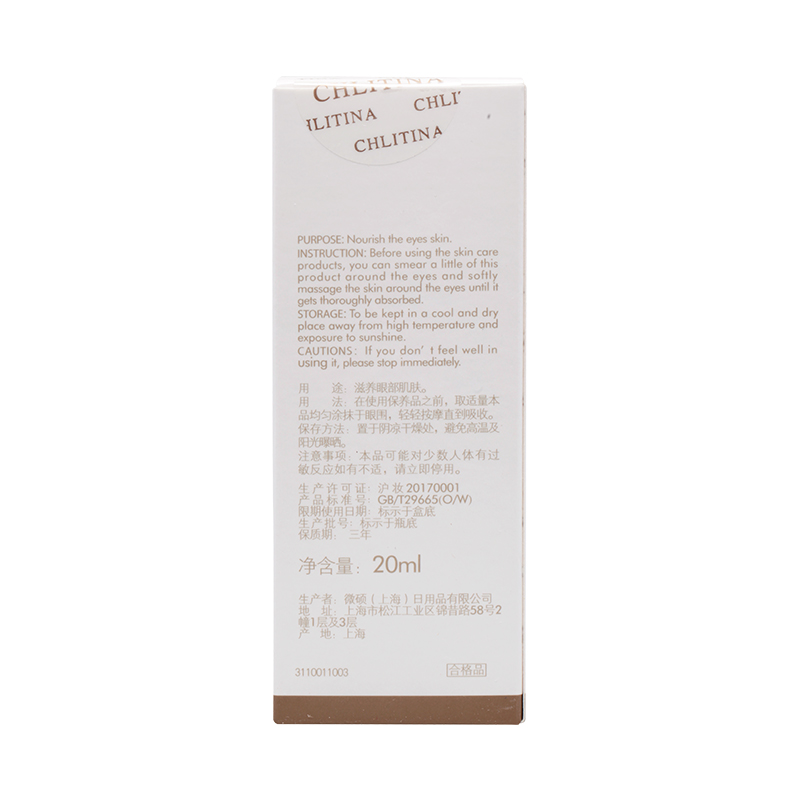 CHLITINA
HLITINA
CHLIT
CHLITINA
PURPOSE: Nourish the eyes skin.
INSTRUCTION: Before using the skin care
products, you can smear a little of this
product around the eyes and softly
massage the skin around the eyes until it
gets thoroughly absorbed.
STORAGE: To be kept in a cool and dry
place away from high temperature and
exposure to sunshine.
CAUTIONS: If you don't feel well in
using it, please stop immediately.
用 途: 滋养眼部肌肤。
用 法: 在使用保养品之前, 取适量本
品均匀涂抹于眼围, 轻轻按摩直到吸收。
保存方法: 置于阴凉干燥处, 避免高温及
阳光曝晒。
注意事项: 本品可能对少数人体有过
敏反应如有不适, 请立即停用。
生产许可证: 沪妆20170001
产品标准号: GB/T29665(O/W)
限期使用日期: 标示于盒底
生产批号: 标示于瓶底
保质期: 三年
净含量: 20ml
生产者: 微硕(上海)日用品有限公司
地 址: 上海市松江工业区锦昔路58号2
幢1层及3层
产 地: 上海
3110011003
合格品